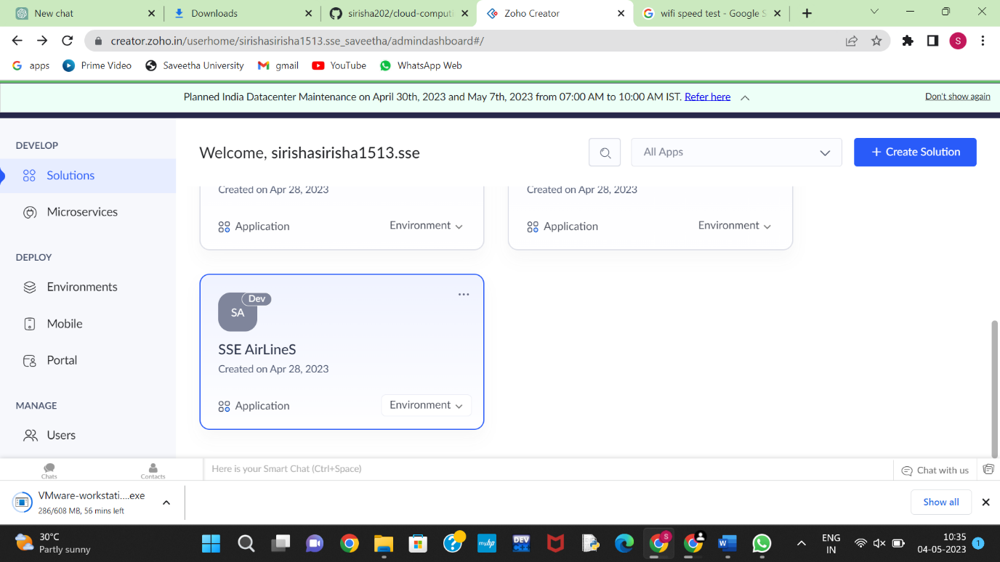 New chat
Downloads
sirisha202/cloud-computi
Zoho Creator
wifi speed test - Google S
creator.zoho.in/userhome/sirishasirisha1513.sse_saveetha/admindashboard#/
S
apps
Prime Video
Saveetha University
gmail
YouTube
WhatsApp Web
Planned India Datacenter Maintenance on April 30th, 2023 and May 7th, 2023 from 07:00 AM to 10:00 AM IST. Refer here
Don't show again
DEVELOP
Solutions
Microservices
DEPLOY
Environments
Mobile
Portal
MANAGE
Users
Welcome, sirishasirisha1513.sse
All Apps
+ Create Solution
Created on Apr 28, 2023
Application
Environment
Created on Apr 28, 2023
Application
Environment
Dev
SA
SSE AirLineS
Created on Apr 28, 2023
Application
Environment
Chats
Contacts
Here is your Smart Chat (Ctrl+Space)
Chat with us
VMware-workstati....exe
286/608 MB, 56 mins left
Show all
30°C
Partly sunny
myhp
DEV
C++
S
W
ENG
IN
10:35
04-05-2023
1